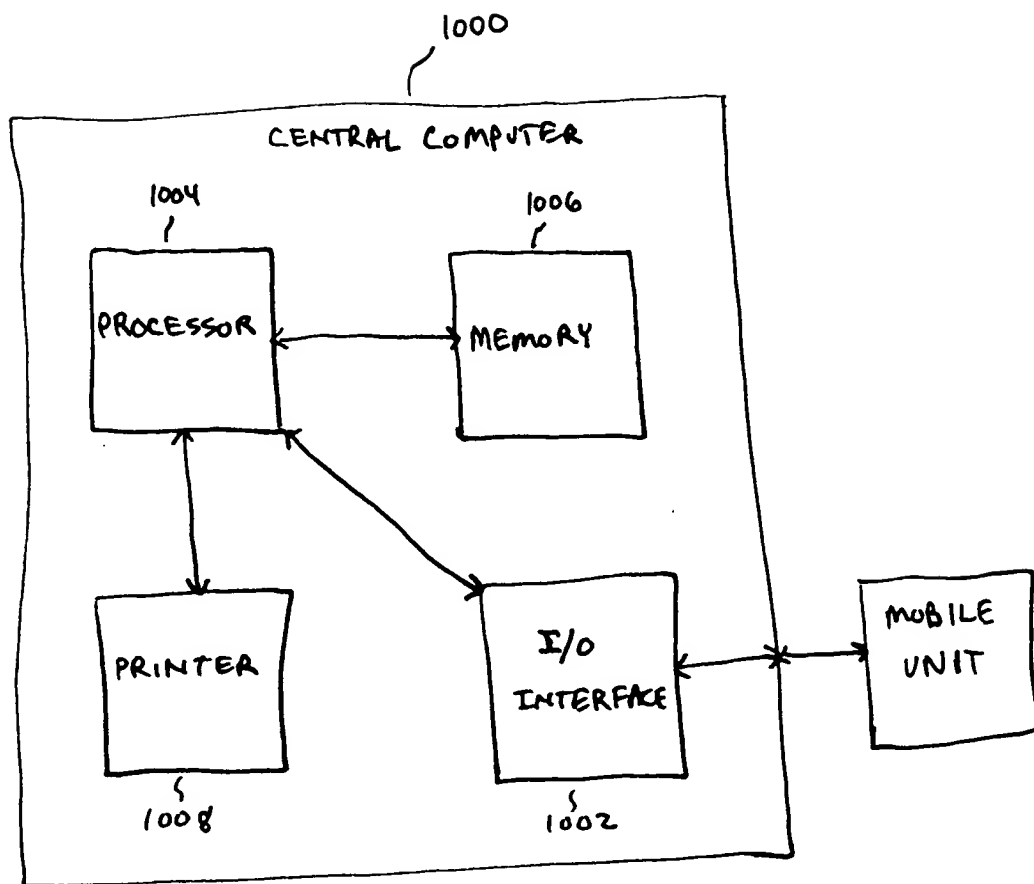 1000
CENTRAL COMPUTER
1004
1006
PROCESSOR
MEMORY
PRINTER
I/O
INTERFACE
MOBILE
UNIT
1008
1002